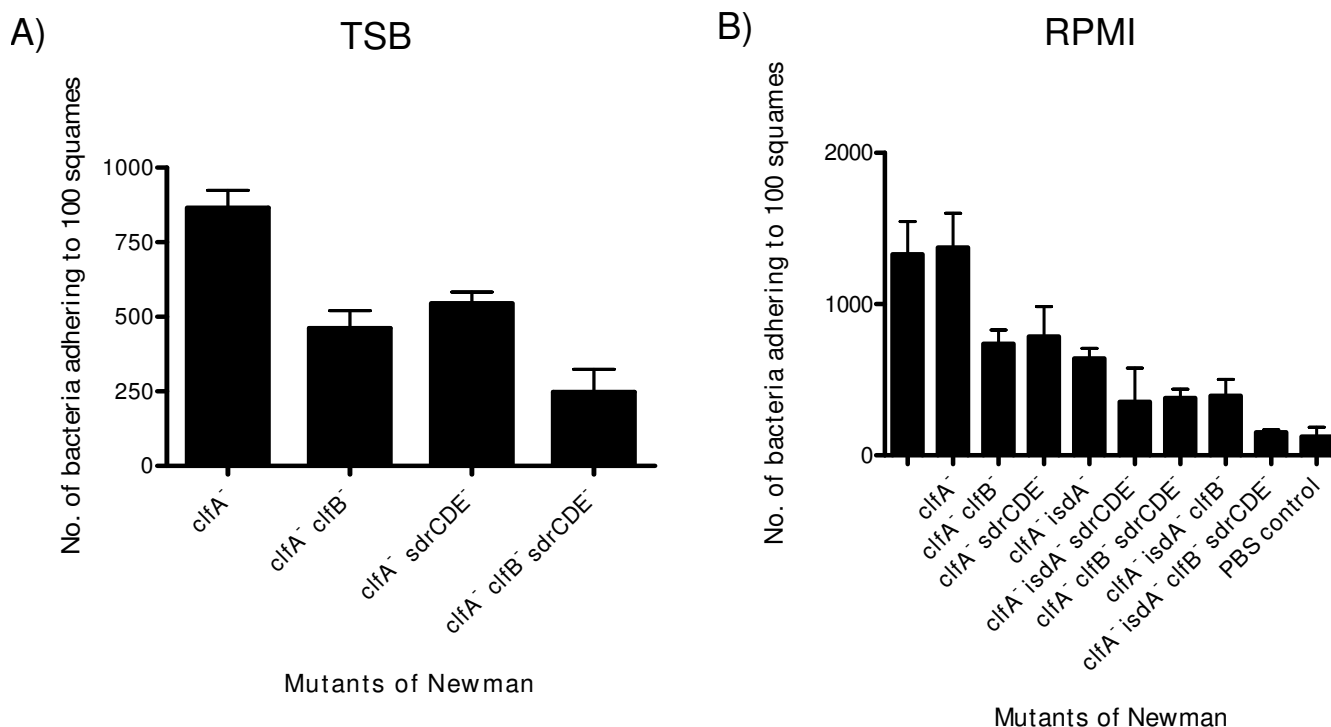 A)
TSB
No. of bacteria adhering to 100 squames
1000
750
500
250
0
clfA⁻
clfA⁻ clfB⁻
clfA⁻ sdrCDE⁻
clfA⁻ clfB⁻ sdrCDE⁻
Mutants of Newman
B)
RPMI
No. of bacteria adhering to 100 squames
2000
1000
0
clfA⁻
clfA⁻ clfB⁻
clfA⁻ sdrCDE⁻
clfA⁻ isdA⁻
clfA⁻ isdA⁻ sdrCDE⁻
clfA⁻ clfB⁻ sdrCDE⁻
clfA⁻ isdA⁻ clfB⁻
clfA⁻ isdA⁻ clfB⁻ sdrCDE⁻
PBS control
Mutants of Newman